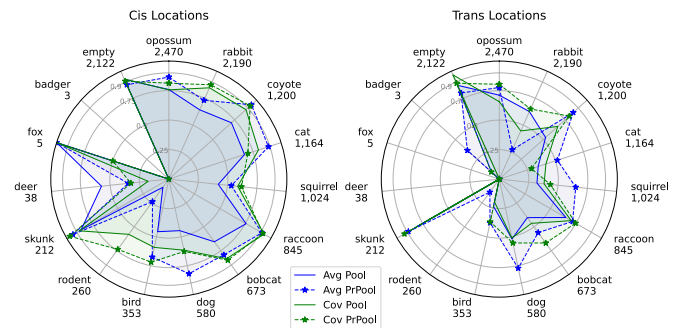 Cis Locations
Trans Locations
opossum
2,470
rabbit
2,190
coyote
1,200
cat
1,164
squirrel
1,024
raccoon
845
bobcat
673
dog
580
bird
353
rodent
260
skunk
212
deer
38
fox
5
badger
3
empty
2,122
opossum
2,470
rabbit
2,190
coyote
1,200
cat
1,164
squirrel
1,024
raccoon
845
bobcat
673
dog
580
bird
353
rodent
260
skunk
212
deer
38
fox
5
badger
3
empty
2,122
Avg Pool
Avg PrPool
Cov Pool
Cov PrPool